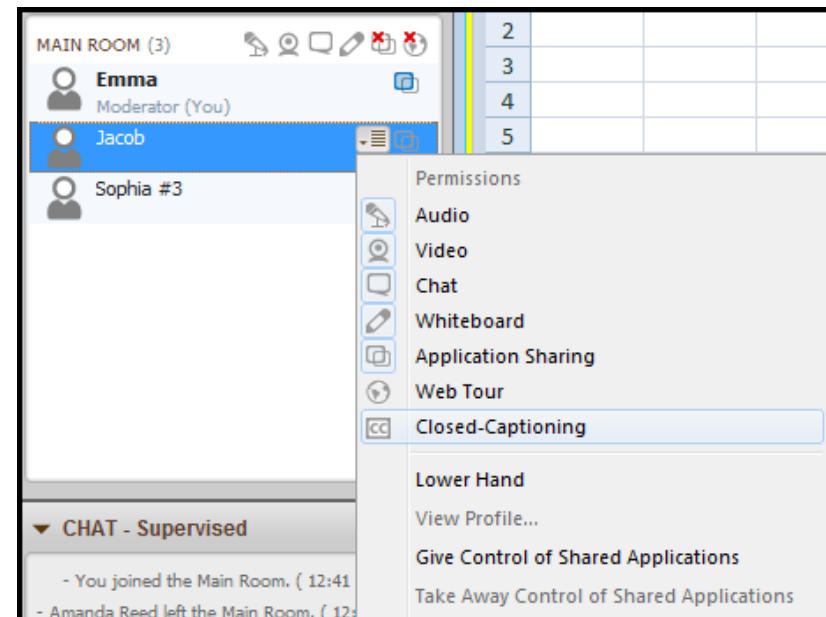 MAIN ROOM (3)
Emma
Moderator (You)
Jacob
Sophia #3
2
3
4
5
Permissions
Audio
Video
Chat
Whiteboard
Application Sharing
Web Tour
CC Closed-Captioning
Lower Hand
View Profile...
Give Control of Shared Applications
Take Away Control of Shared Applications
CHAT - Supervised
- You joined the Main Room. ( 12:41
- Amanda Reed left the Main Room. ( 12: